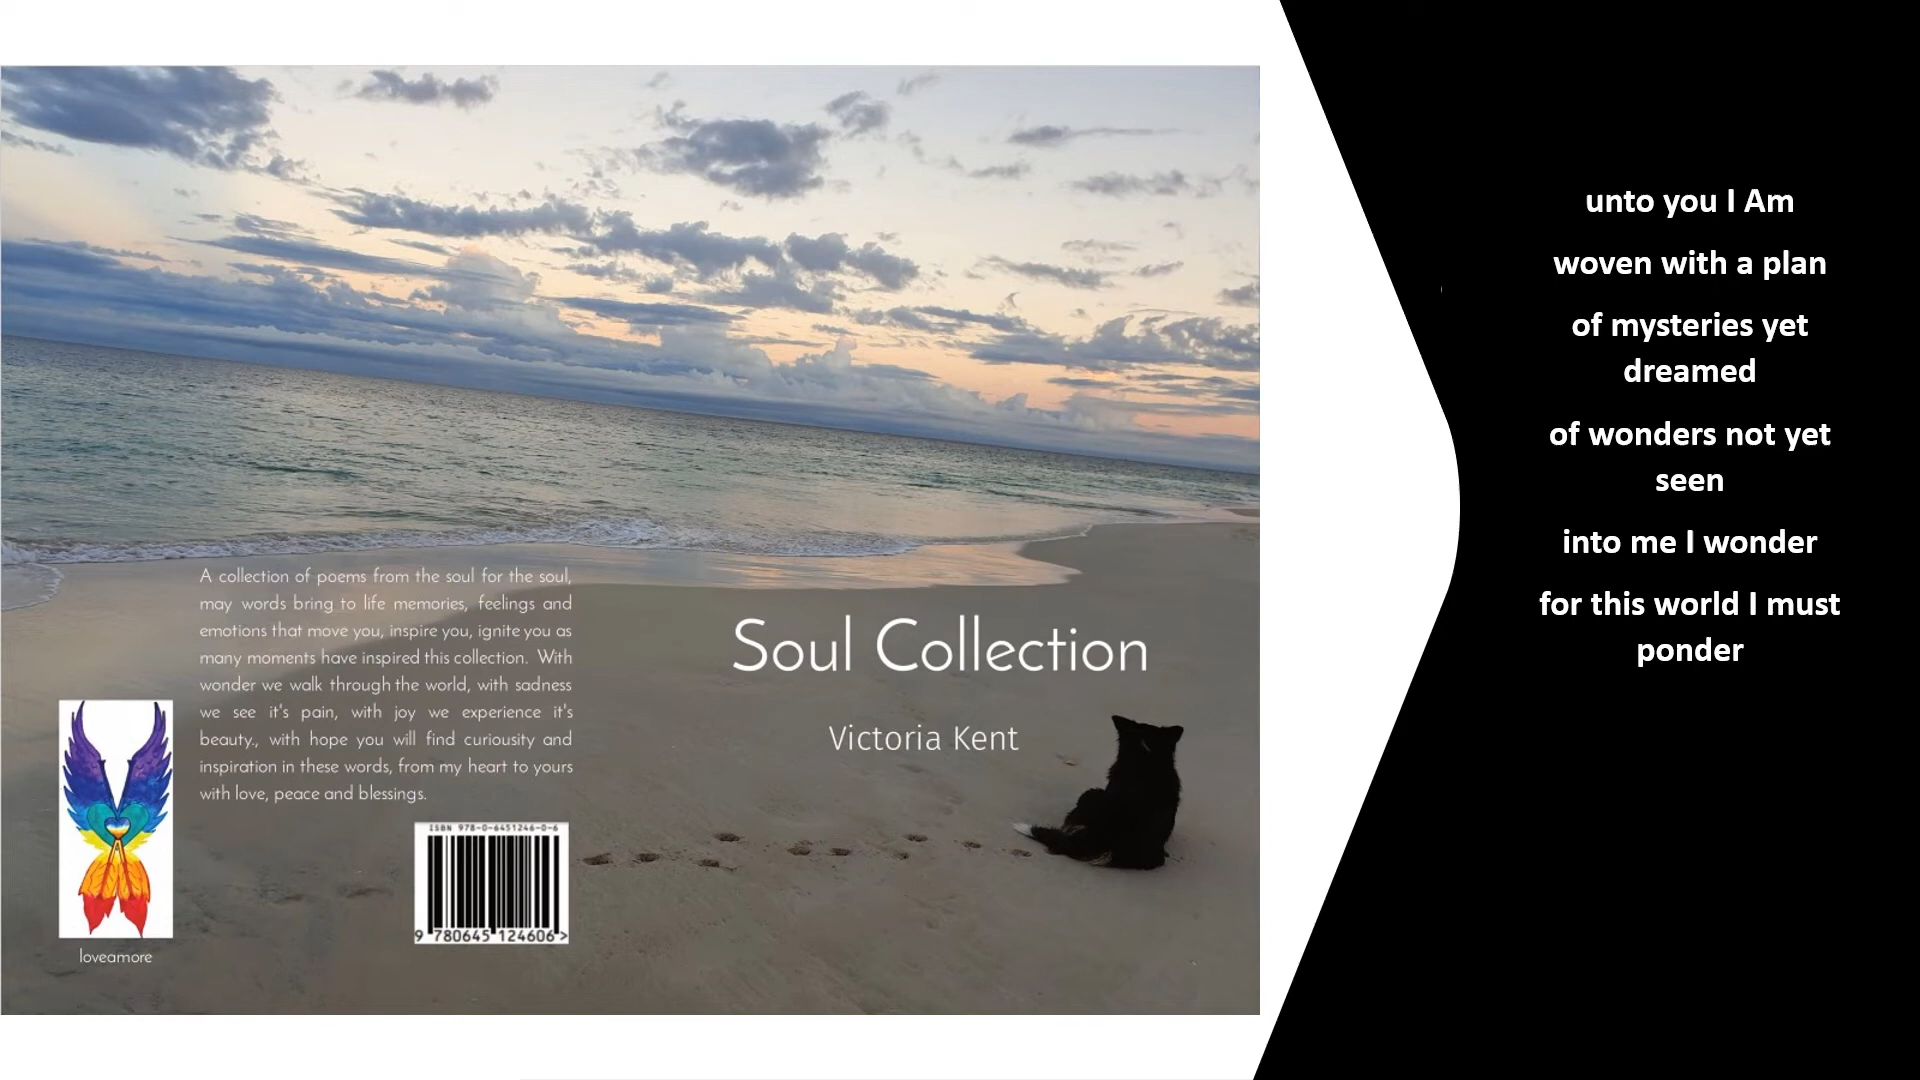 A collection of poems from the soul for the soul,
may words bring to life memories, feelings and
emotions that move you, inspire you, ignite you as
many moments have inspired this collection. With
wonder we walk through the world, with sadness
we see it's pain, with joy we experience it's
beauty., with hope you will find curiousity and
inspiration in these words, from my heart to yours
with love, peace and blessings.
loveamore
ISBN 978-0-6451246-0-6
9 780645 124606 >
Soul Collection
Victoria Kent
unto you I Am
woven with a plan
of mysteries yet
dreamed
of wonders not yet
seen
into me I wonder
for this world I must
ponder